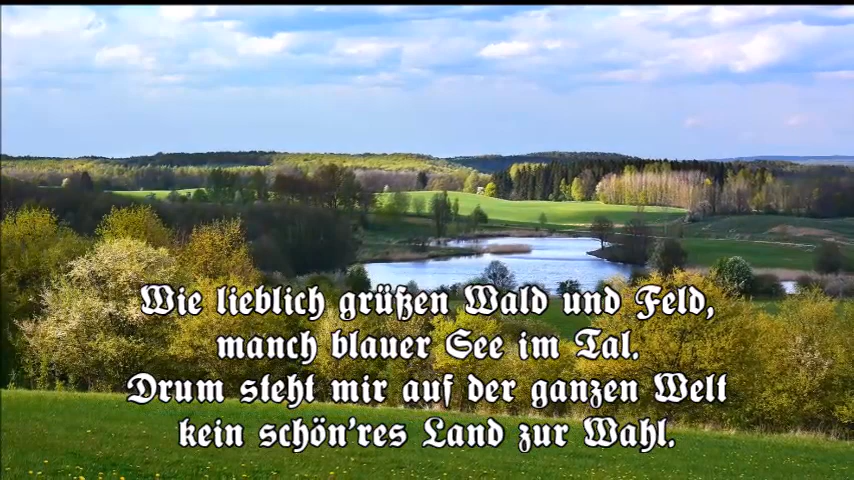 Wie lieblich grüßen Wald und Feld,
manch blauer See im Tal.
Drum steht mir auf der ganzen Welt
kein schön'res Land zur Wahl.